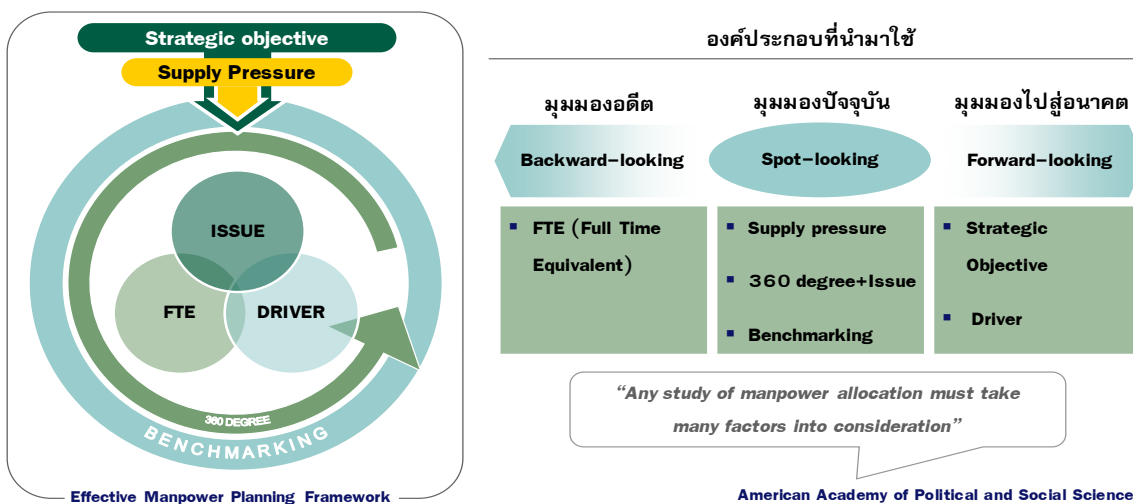 Strategic objective
Supply Pressure
ISSUE
FTE
DRIVER
360 DEGREE
BENCHMARKING
Effective Manpower Planning Framework
องค์ประกอบที่นำมาใช้
มุมมองอดีต
มุมมองปัจจุบัน
มุมมองไปสู่อนาคต
Backward-looking
Spot-looking
Forward-looking
▪ FTE (Full Time
Equivalent)
▪ Supply pressure
▪ 360 degree+Issue
▪ Benchmarking
▪ Strategic
Objective
▪ Driver
“Any study of manpower allocation must take
many factors into consideration”
American Academy of Political and Social Science